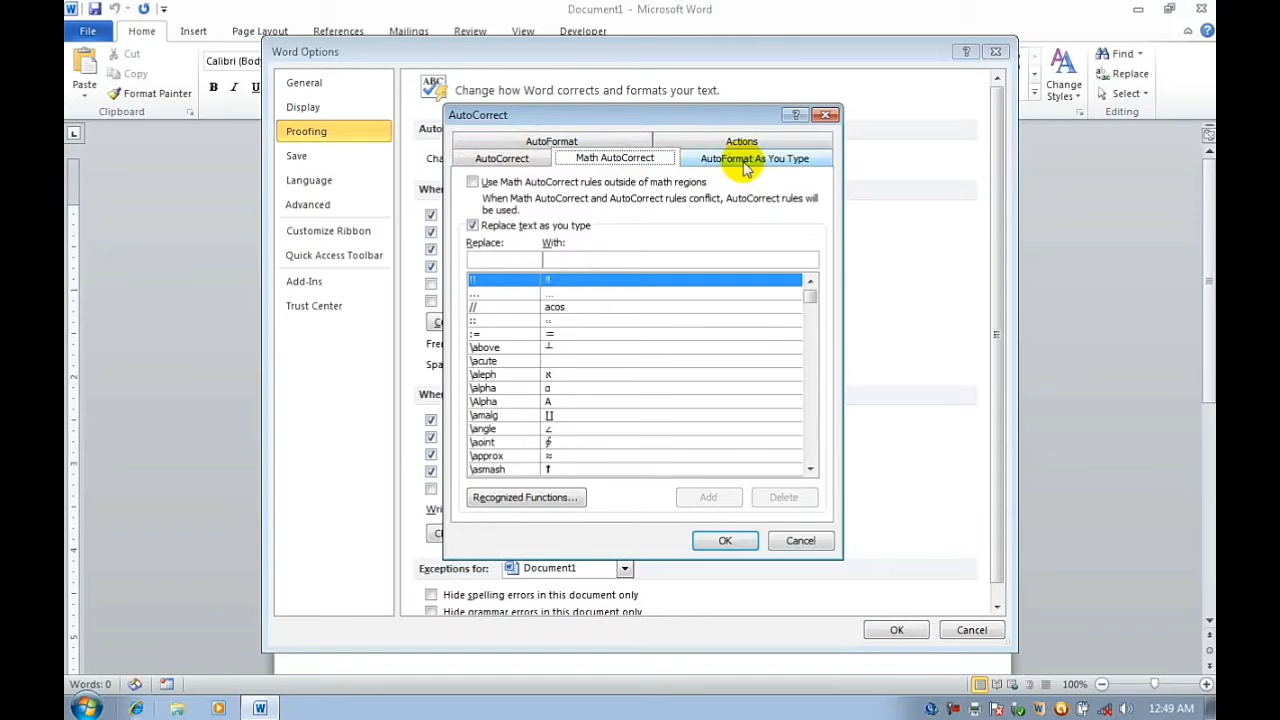 Document1 - Microsoft Word
File Home Insert Page Layout References Mailings Review View Developer
Cut
Copy
Format Painter
Paste
Clipboard
Calibri (Body
B I U
Change
Styles
Find
Replace
Select
Editing
Word Options
General
Display
Proofing
Save
Language
Advanced
Customize Ribbon
Quick Access Toolbar
Add-Ins
Trust Center
ABC
Change how Word corrects and formats your text.
AutoCorrect
AutoFormat Actions
AutoCorrect Math AutoCorrect AutoFormat As You Type
Use Math AutoCorrect rules outside of math regions
When Math AutoCorrect and AutoCorrect rules conflict, AutoCorrect rules will
be used.
Replace text as you type
Replace: With:
!! ‼
... …
// acos
:: ∷
:= ≔
\above ┴
\acute
\aleph ℵ
\alpha α
\Alpha Α
\amalg ∐
\angle ∠
\aoint ∳
\approx ≈
\asmash ⬆
Recognized Functions... Add Delete
OK Cancel
Exceptions for: Document1
Hide spelling errors in this document only
Hide grammar errors in this document only
OK Cancel
Words: 0
100%
12:49 AM